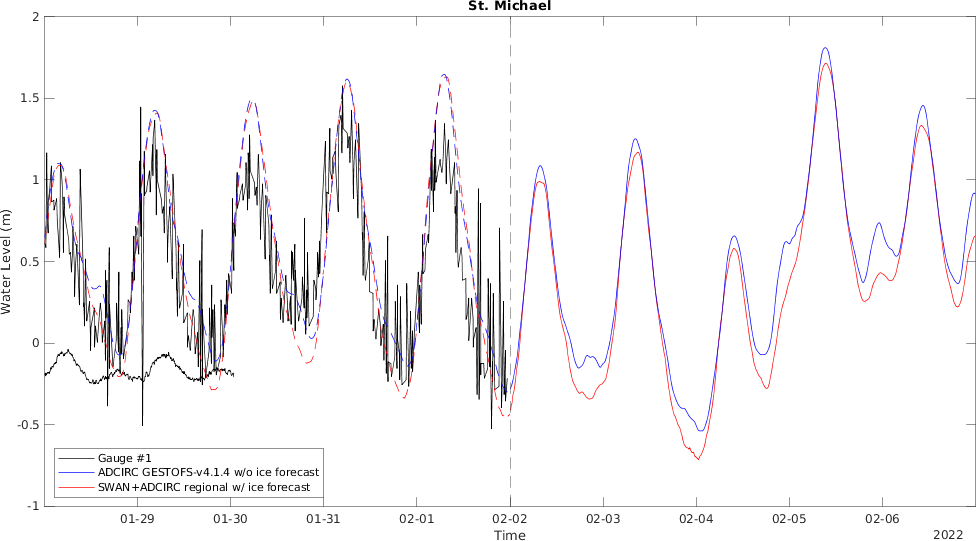 St. Michael
2
1.5
1
0.5
0
-0.5
-1
Water Level (m)
Gauge #1
ADCIRC GESTOFS-v4.1.4 w/o ice forecast
SWAN+ADCIRC regional w/ ice forecast
01-29 01-30 01-31 02-01 02-02 02-03 02-04 02-05 02-06
Time
2022